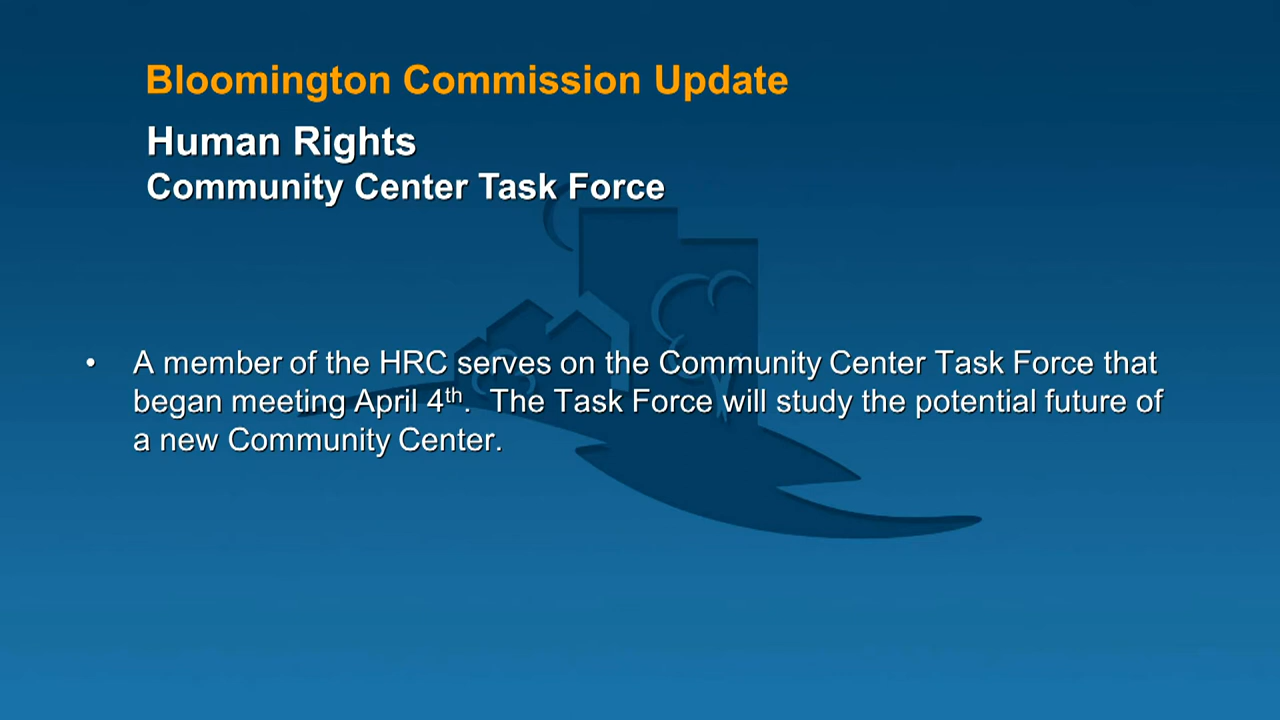 Bloomington Commission Update
Human Rights
Community Center Task Force
• A member of the HRC serves on the Community Center Task Force that
began meeting April 4th. The Task Force will study the potential future of
a new Community Center.